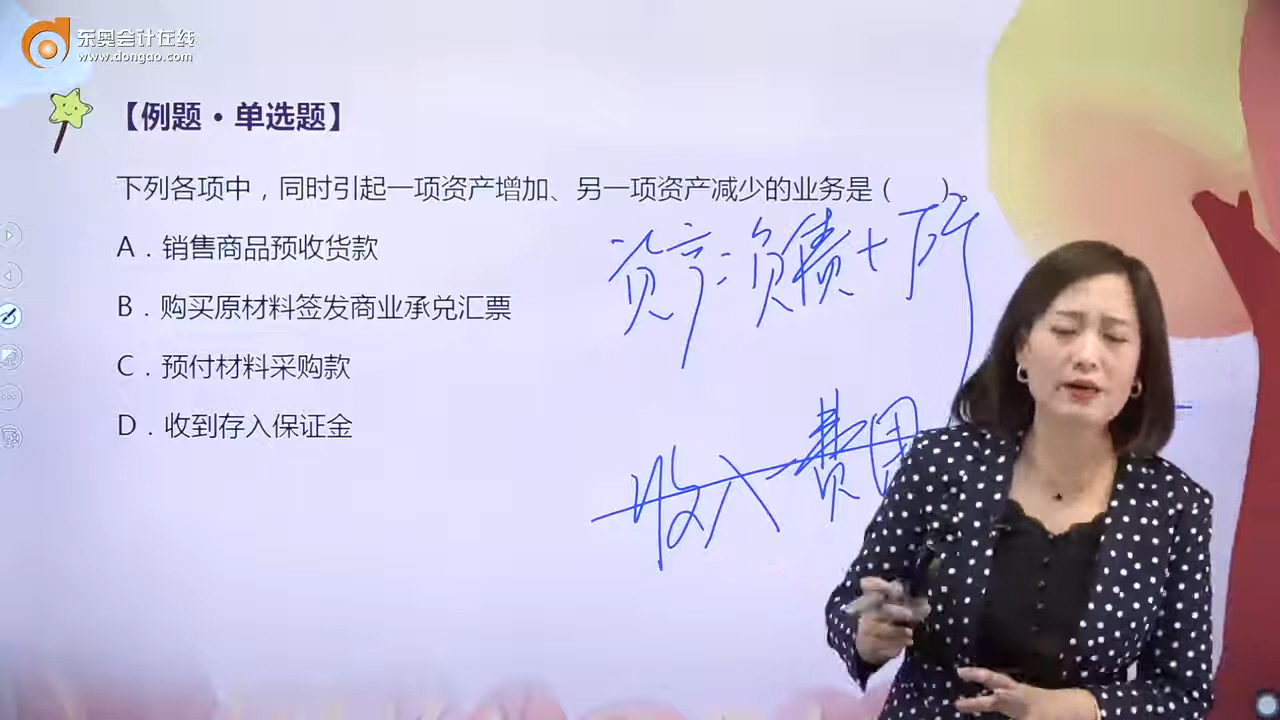 东奥会计在线
www.dongao.com
【例题·单选题】
下列各项中，同时引起一项资产增加、另一项资产减少的业务是（　　）。
A．销售商品预收货款
B．购买原材料签发商业承兑汇票
C．预付材料采购款
D．收到存入保证金
资产=负债+所
收入-费用